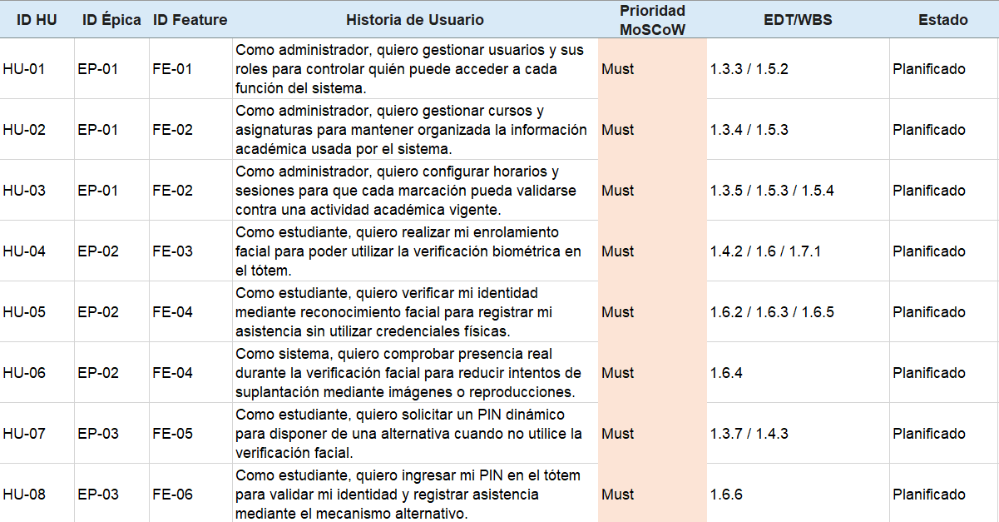 ID HU ID Épica ID Feature Historia de Usuario Prioridad MoSCoW EDT/WBS Estado
HU-01 EP-01 FE-01 Como administrador, quiero gestionar usuarios y sus
roles para controlar quién puede acceder a cada
función del sistema. Must 1.3.3 / 1.5.2 Planificado
HU-02 EP-01 FE-02 Como administrador, quiero gestionar cursos y
asignaturas para mantener organizada la información
académica usada por el sistema. Must 1.3.4 / 1.5.3 Planificado
HU-03 EP-01 FE-02 Como administrador, quiero configurar horarios y
sesiones para que cada marcación pueda validarse
contra una actividad académica vigente. Must 1.3.5 / 1.5.3 / 1.5.4 Planificado
HU-04 EP-02 FE-03 Como estudiante, quiero realizar mi enrolamiento
facial para poder utilizar la verificación biométrica en
el tótem. Must 1.4.2 / 1.6 / 1.7.1 Planificado
HU-05 EP-02 FE-04 Como estudiante, quiero verificar mi identidad
mediante reconocimiento facial para registrar mi
asistencia sin utilizar credenciales físicas. Must 1.6.2 / 1.6.3 / 1.6.5 Planificado
HU-06 EP-02 FE-04 Como sistema, quiero comprobar presencia real
durante la verificación facial para reducir intentos de
suplantación mediante imágenes o reproducciones. Must 1.6.4 Planificado
HU-07 EP-03 FE-05 Como estudiante, quiero solicitar un PIN dinámico
para disponer de una alternativa cuando no utilice la
verificación facial. Must 1.3.7 / 1.4.3 Planificado
HU-08 EP-03 FE-06 Como estudiante, quiero ingresar mi PIN en el tótem
para validar mi identidad y registrar asistencia
mediante el mecanismo alternativo. Must 1.6.6 Planificado